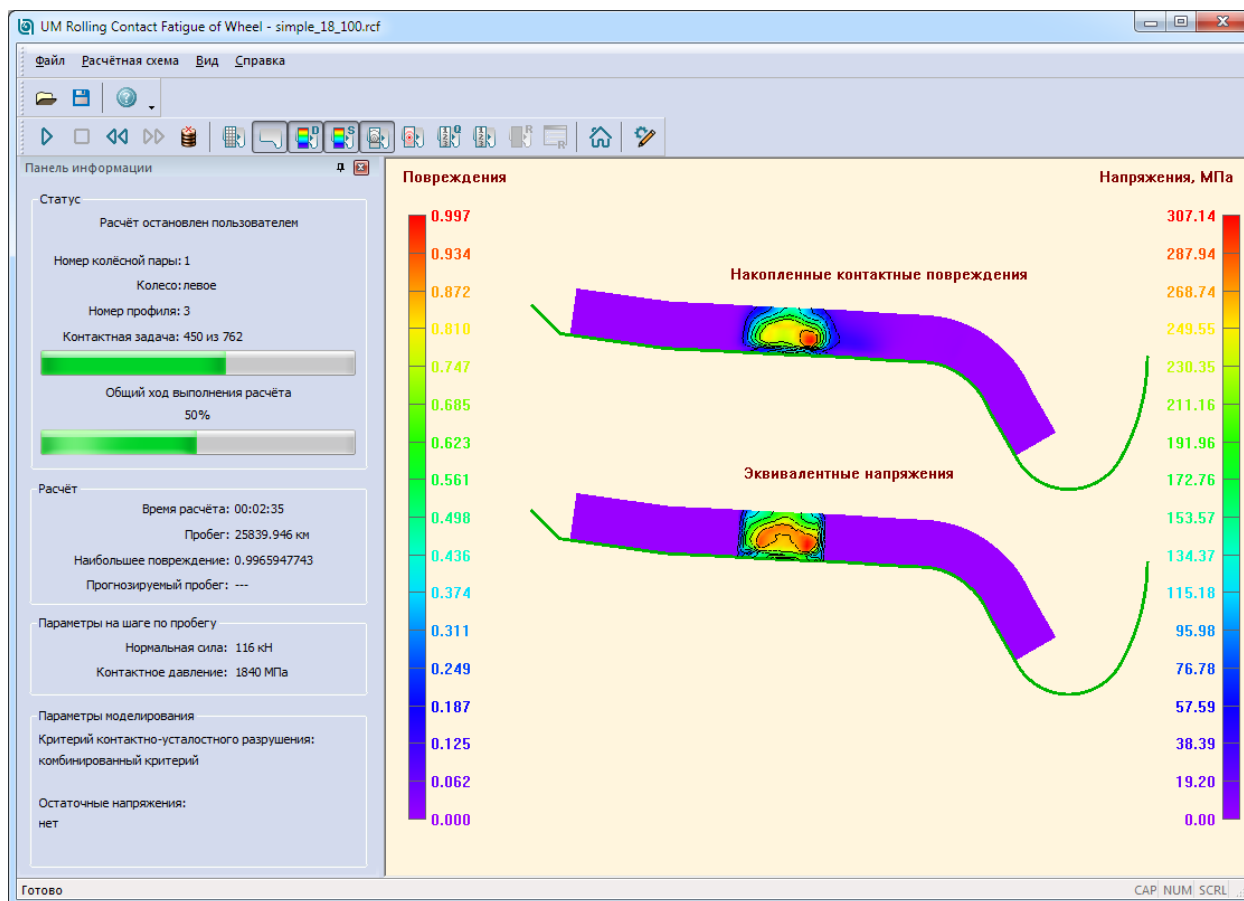 UM Rolling Contact Fatigue of Wheel - simple_18_100.rcf
Файл Расчётная схема Вид Справка
Панель информации
Статус
Расчёт остановлен пользователем
Номер колёсной пары: 1
Колесо: левое
Номер профиля: 3
Контактная задача: 450 из 762
Общий ход выполнения расчёта
50%
Расчёт
Время расчёта: 00:02:35
Пробег: 25839.946 км
Наибольшее повреждение: 0.9965947743
Прогнозируемый пробег: ---
Параметры на шаге по пробегу
Нормальная сила: 116 кН
Контактное давление: 1840 МПа
Параметры моделирования
Критерий контактно-усталостного разрушения:
комбинированный критерий
Остаточные напряжения:
нет
Повреждения
0.997
0.934
0.872
0.810
0.747
0.685
0.623
0.561
0.498
0.436
0.374
0.311
0.249
0.187
0.125
0.062
0.000
Накопленные контактные повреждения
Эквивалентные напряжения
Напряжения, МПа
307.14
287.94
268.74
249.55
230.35
211.16
191.96
172.76
153.57
134.37
115.18
95.98
76.78
57.59
38.39
19.20
0.00
Готово
CAP NUM SCRL